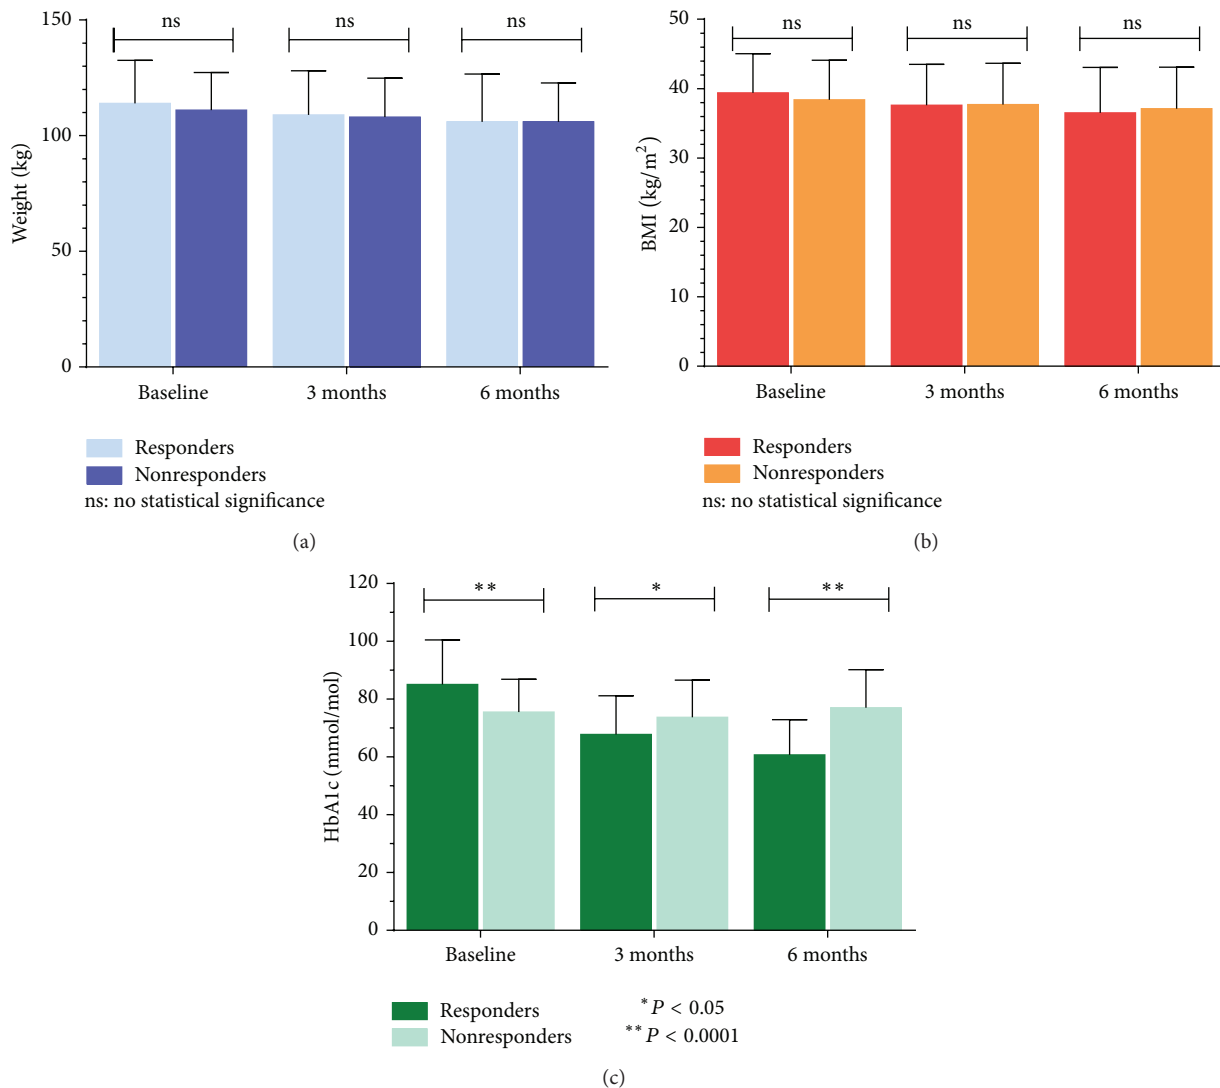 ns ns ns
150
100
50
0
Weight (kg)
Baseline 3 months 6 months
Responders
Nonresponders
ns: no statistical significance
(a)
ns ns ns
50
40
30
20
10
0
BMI (kg/m²)
Baseline 3 months 6 months
Responders
Nonresponders
ns: no statistical significance
(b)
** * **
120
100
80
60
40
20
0
HbA1c (mmol/mol)
Baseline 3 months 6 months
Responders
Nonresponders
*P < 0.05
**P < 0.0001
(c)